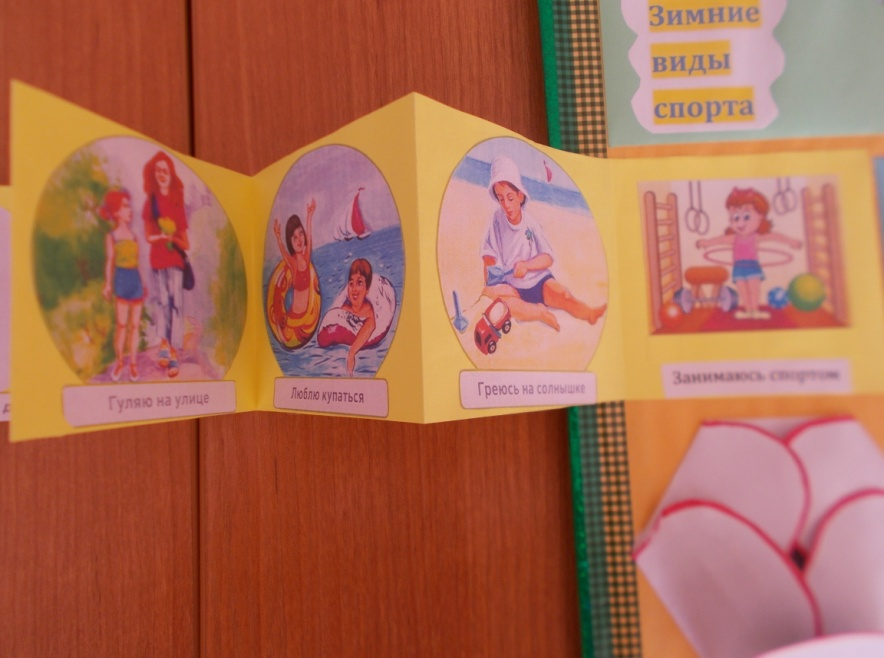 Зимние
виды
спорта
Гуляю на улице
Люблю купаться
Греюсь на солнышке
Занимаюсь спортом